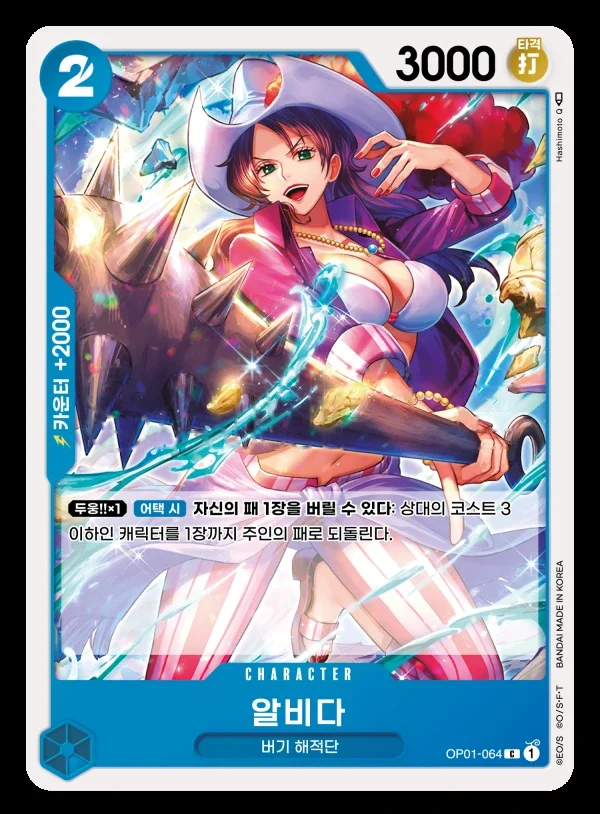 2
3000
타격
打
Hashimoto Q
⚡카운터 +2000
두웅!!×1 어택 시 자신의 패 1장을 버릴 수 있다: 상대의 코스트 3
이하인 캐릭터를 1장까지 주인의 패로 되돌린다.
CHARACTER
알비다
버기 해적단
OP01-064 C 1
©EO/S ©O/S·F·T BANDAI MADE IN KOREA